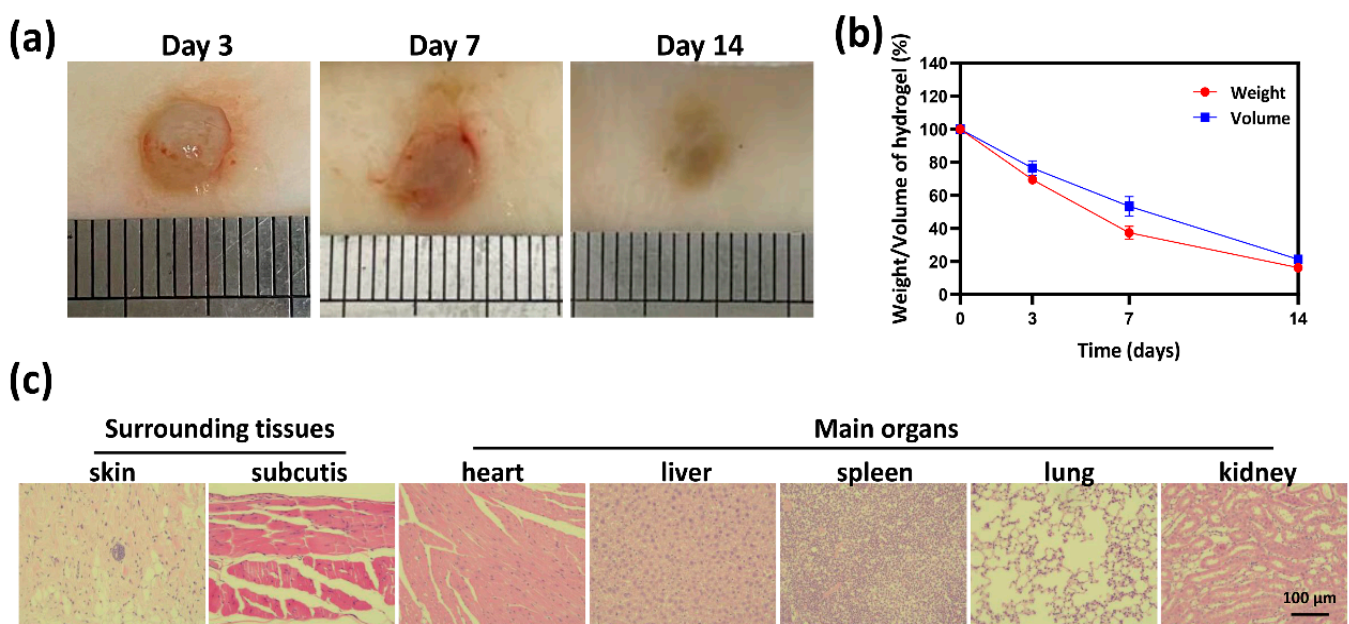 (a)
Day 3
Day 7
Day 14
(b)
Weight/Volume of hydrogel (%)
140
120
100
80
60
40
20
0
Weight
Volume
0 3 7 14
Time (days)
(c)
Surrounding tissues
Main organs
skin
subcutis
heart
liver
spleen
lung
kidney
100 μm